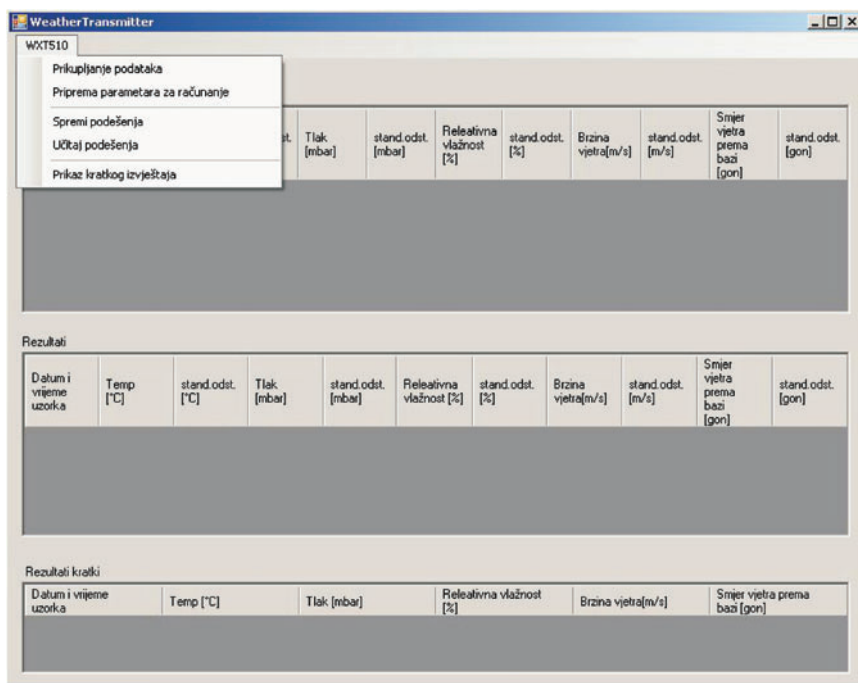 WeatherTransmitter
WXT510
Prikupljanje podataka
Priprema parametara za računanje
Spremi podešenja
Učitaj podešenja
Prikaz kratkog izvještaja
Tlak
[mbar]
stand.odst.
[mbar]
Releativna
vlažnost
[%]
stand.odst.
[%]
Brzina
vjetra[m/s]
stand.odst.
[m/s]
Smjer
vjetra
prema
bazi
[gon]
stand.odst.
[gon]
Rezultati
Datum i
vrijeme
uzorka
Temp
[°C]
stand.odst.
[°C]
Tlak
[mbar]
stand.odst.
[mbar]
Releativna
vlažnost [%]
stand.odst.
[%]
Brzina
vjetra[m/s]
stand.odst.
[m/s]
Smjer
vjetra
prema
bazi
[gon]
stand.odst.
[gon]
Rezultati kratki
Datum i vrijeme
uzorka
Temp [°C]
Tlak [mbar]
Releativna vlažnost
[%]
Brzina vjetra[m/s]
Smjer vjetra prema
bazi [gon]